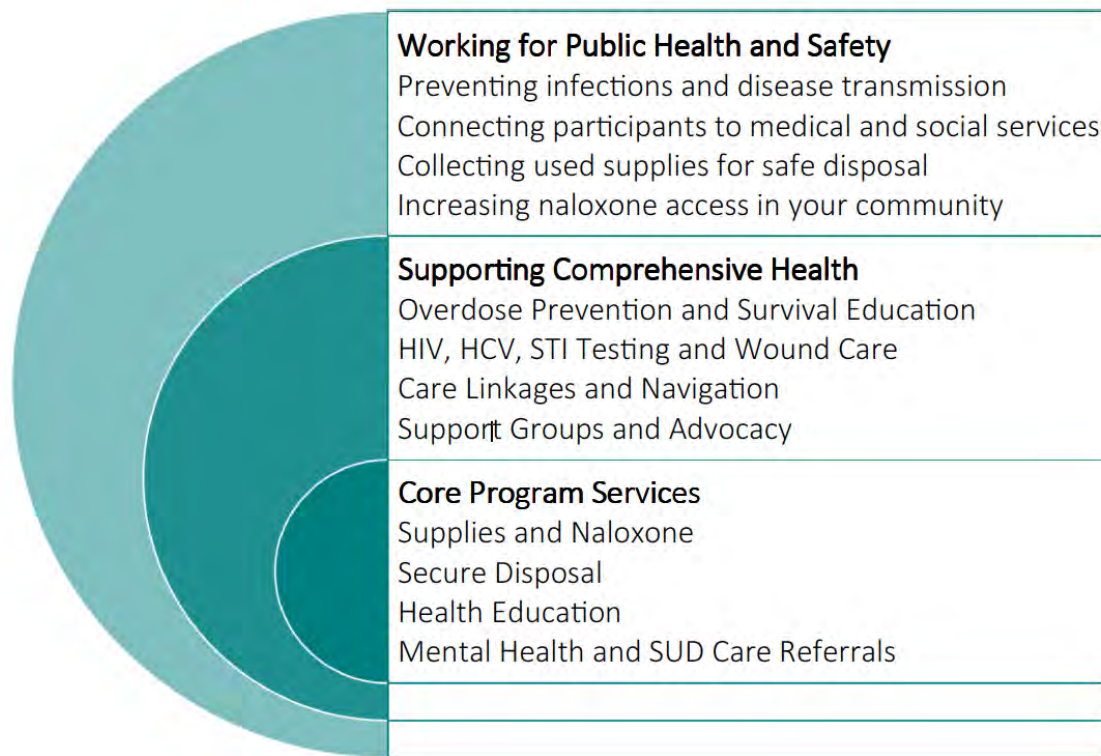 Working for Public Health and Safety
Preventing infections and disease transmission
Connecting participants to medical and social services
Collecting used supplies for safe disposal
Increasing naloxone access in your community
Supporting Comprehensive Health
Overdose Prevention and Survival Education
HIV, HCV, STI Testing and Wound Care
Care Linkages and Navigation
Support Groups and Advocacy
Core Program Services
Supplies and Naloxone
Secure Disposal
Health Education
Mental Health and SUD Care Referrals